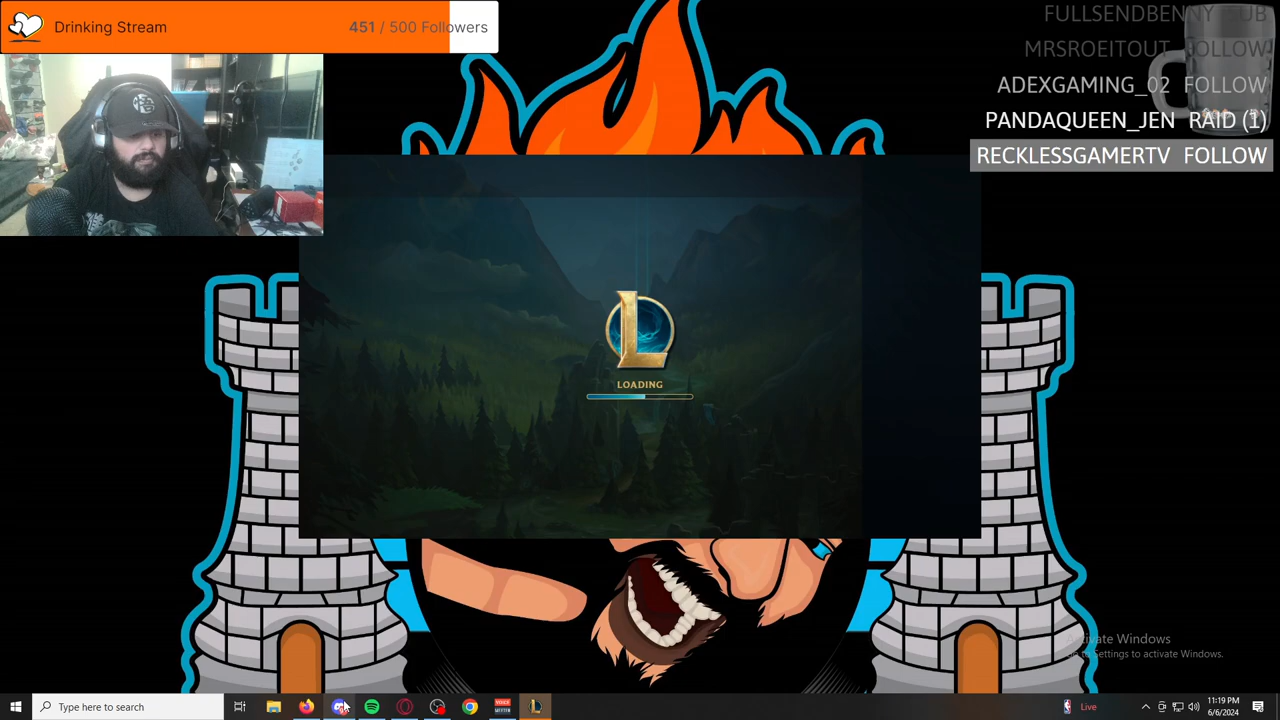 Drinking Stream
451 / 500 Followers
FULLSENDBENNY
MRSROEITOUT FOLLOW
ADEXGAMING_02 FOLLOW
PANDAQUEEN_JEN RAID (1)
RECKLESSGAMERTV FOLLOW
LOADING
Activate Windows
Go to Settings to activate Windows.
Type here to search
Live
11:19 PM
6/6/2024